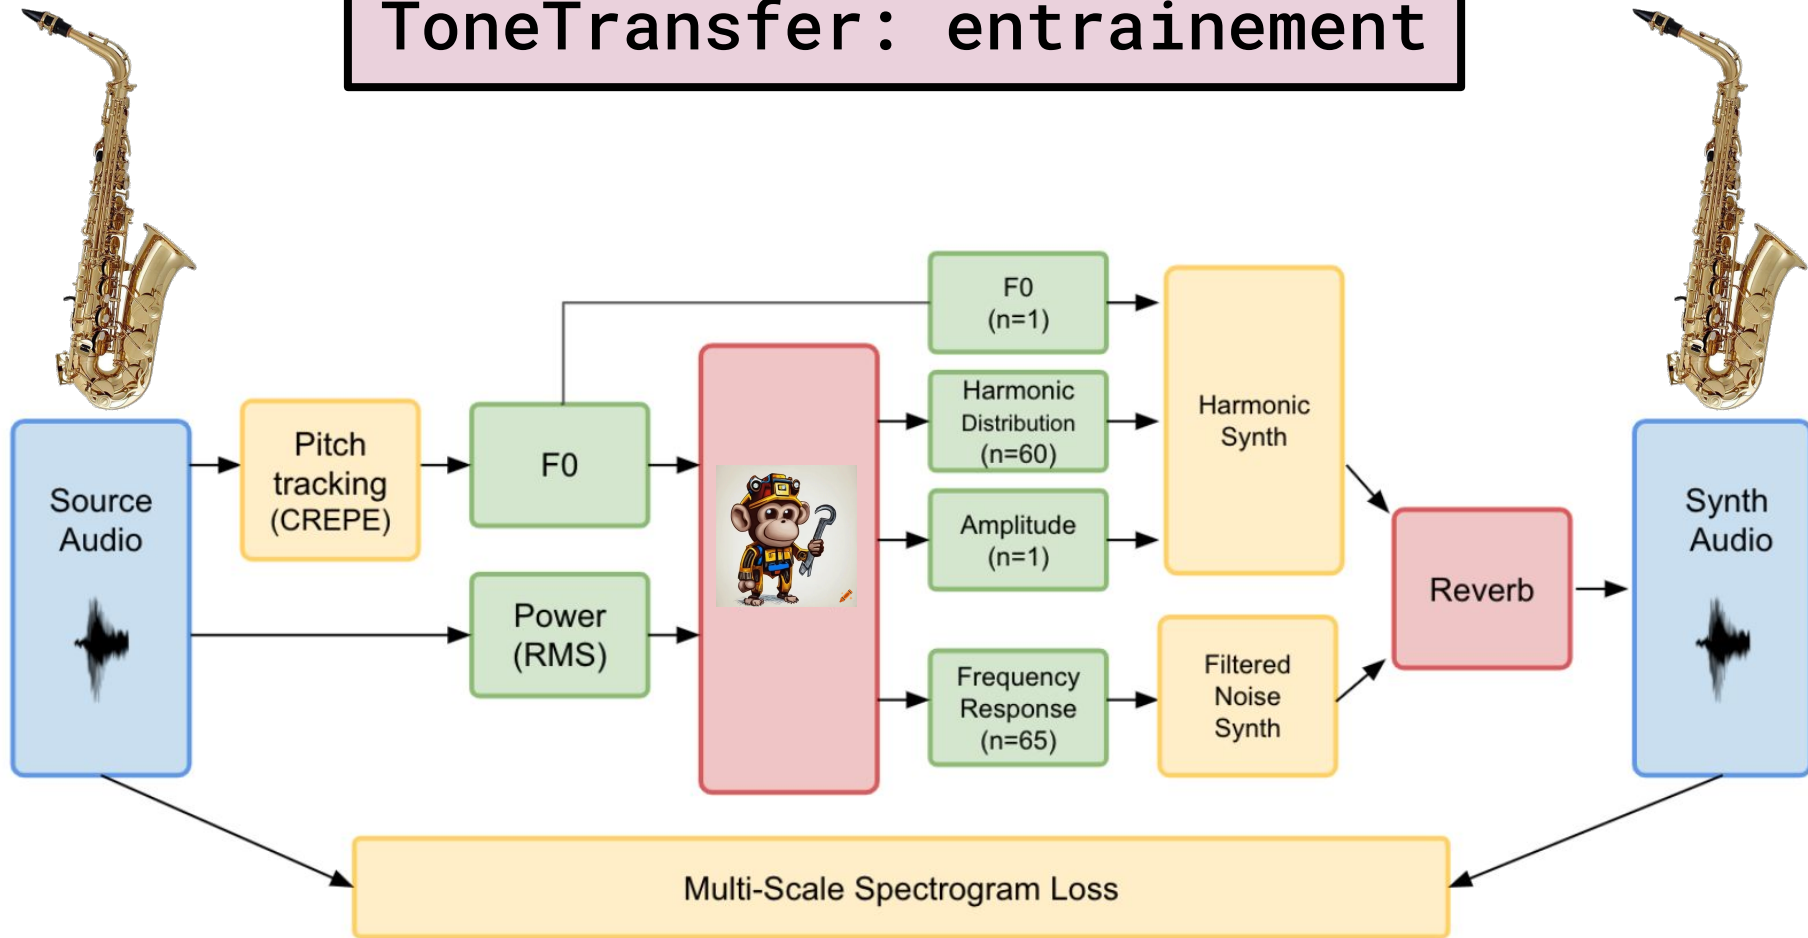 ToneTransfer: entrainement
Source
Audio
Pitch
tracking
(CREPE)
F0
Power
(RMS)
F0
(n=1)
Harmonic
Distribution
(n=60)
Amplitude
(n=1)
Frequency
Response
(n=65)
Harmonic
Synth
Filtered
Noise
Synth
Reverb
Synth
Audio
Multi-Scale Spectrogram Loss